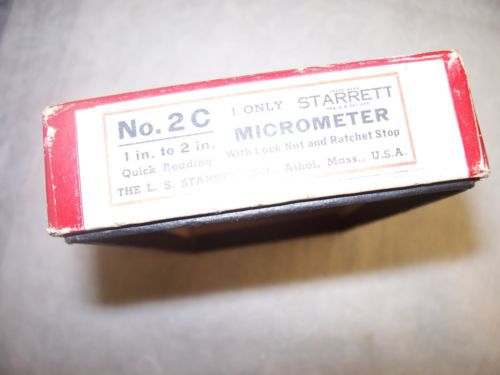 No. 2 C
1 in. to 2 in.
Quick Reading
1 ONLY STARRETT
MICROMETER
With Lock Nut and Ratchet Stop
THE L. S. STARRETT CO., Athol, Mass., U.S.A.